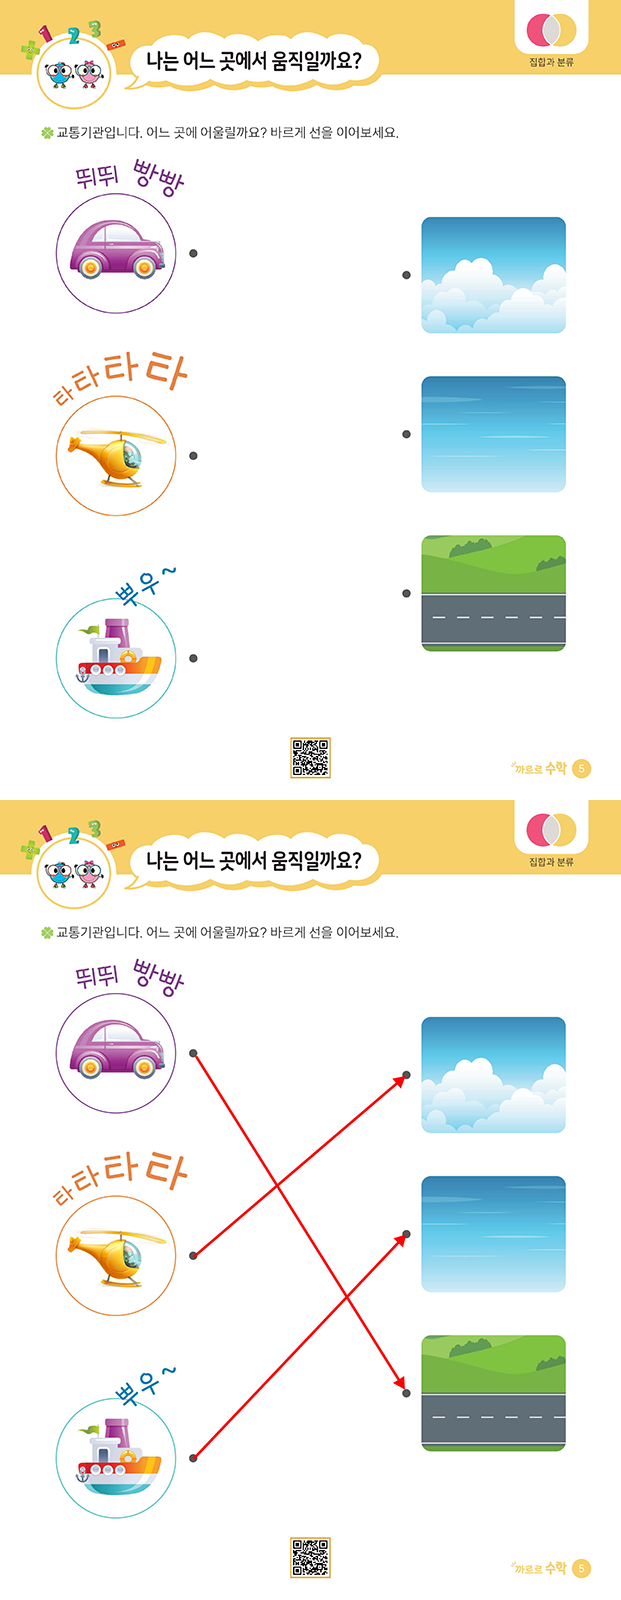 1 2 3
나는 어느 곳에서 움직일까요?
집합과 분류
교통기관입니다. 어느 곳에 어울릴까요? 바르게 선을 이어보세요.
뛰뛰 빵빵
타타타타
뿌우~
까르르 수학 5
1 2 3
나는 어느 곳에서 움직일까요?
집합과 분류
교통기관입니다. 어느 곳에 어울릴까요? 바르게 선을 이어보세요.
뛰뛰 빵빵
타타타타
뿌우~
까르르 수학 5